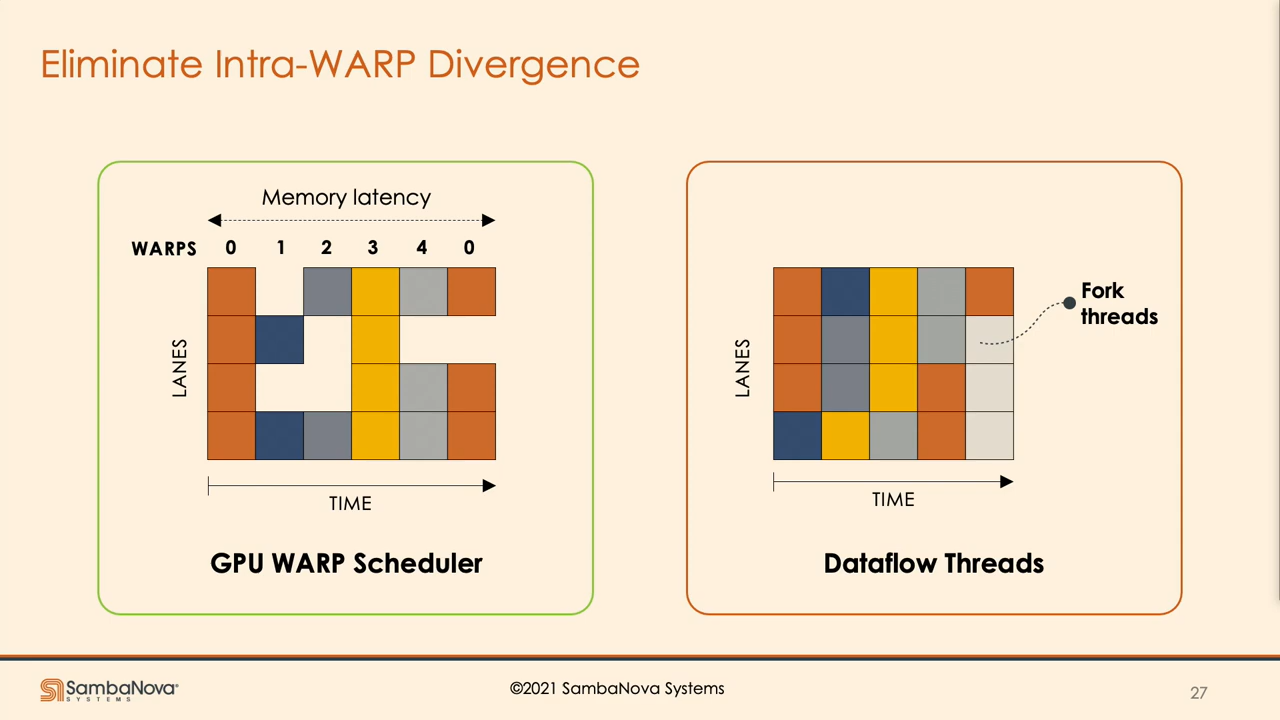 Eliminate Intra-WARP Divergence
Memory latency
WARPS 0 1 2 3 4 0
LANES
TIME
GPU WARP Scheduler
Fork
threads
LANES
TIME
Dataflow Threads
SambaNova
SYSTEMS
©2021 SambaNova Systems
27